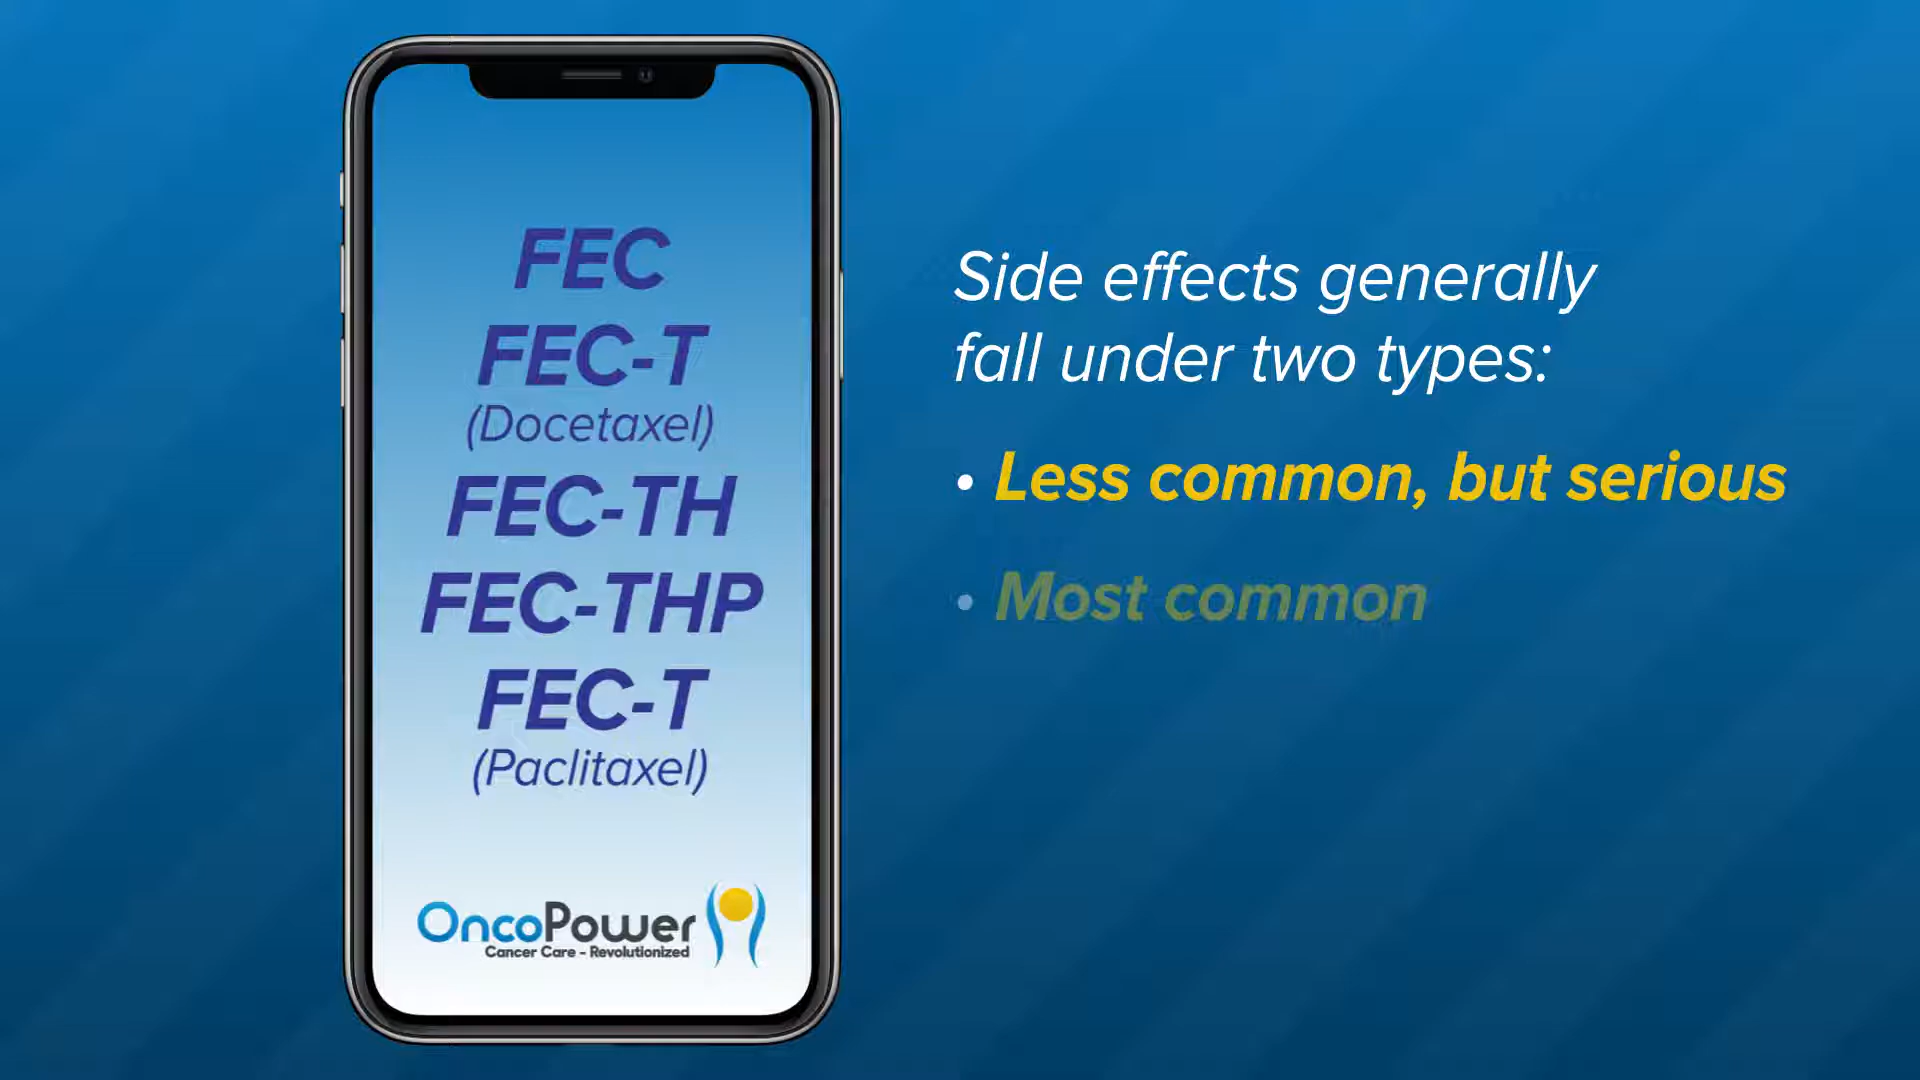 FEC
FEC-T
(Docetaxel)
FEC-TH
FEC-THP
FEC-T
(Paclitaxel)
OncoPower
Cancer Care - Revolutionized
Side effects generally
fall under two types:
• Less common, but serious
• Most common